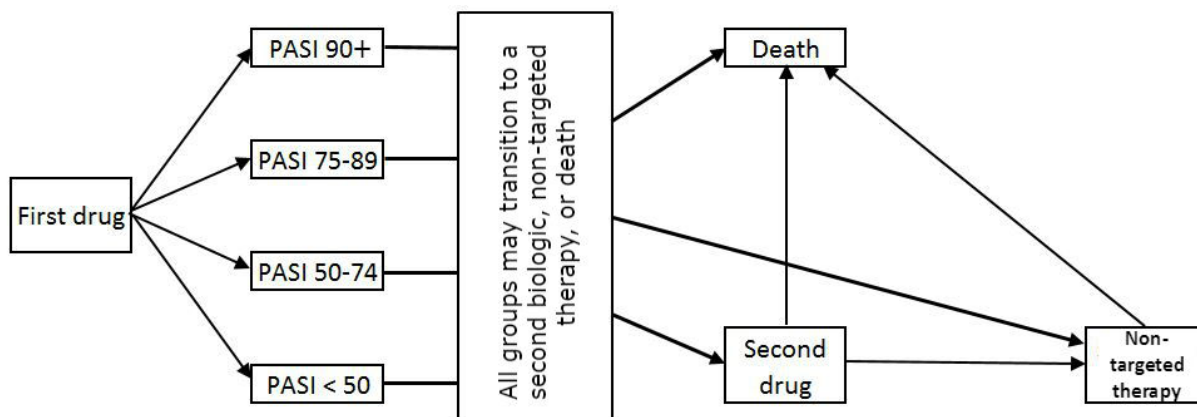 PASI 90+
PASI 75-89
First drug
PASI 50-74
PASI < 50
All groups may transition to a
second biologic, non-targeted
therapy, or death
Death
Second
drug
Non-
targeted
therapy